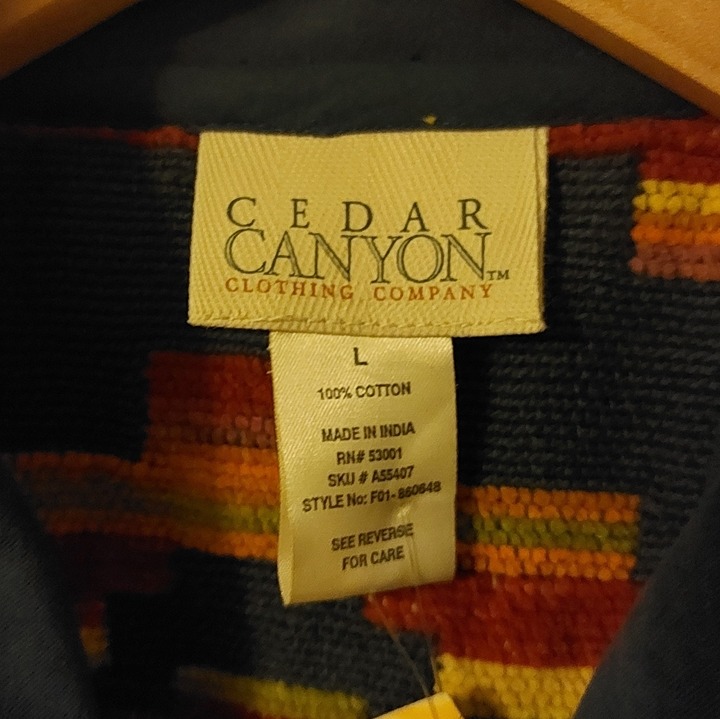 CEDAR
CANYON™
CLOTHING COMPANY
L
100% COTTON
MADE IN INDIA
RN# 53001
SKU # A55407
STYLE No: F01-860648
SEE REVERSE
FOR CARE